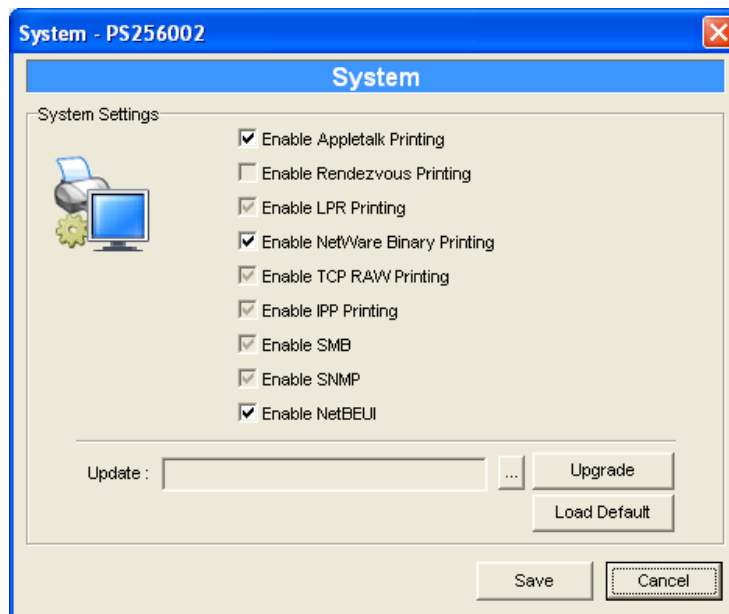 System - PS256002
System
System Settings
Enable Appletalk Printing
Enable Rendezvous Printing
Enable LPR Printing
Enable NetWare Binary Printing
Enable TCP RAW Printing
Enable IPP Printing
Enable SMB
Enable SNMP
Enable NetBEUI
Update : ... Upgrade
Load Default
Save Cancel